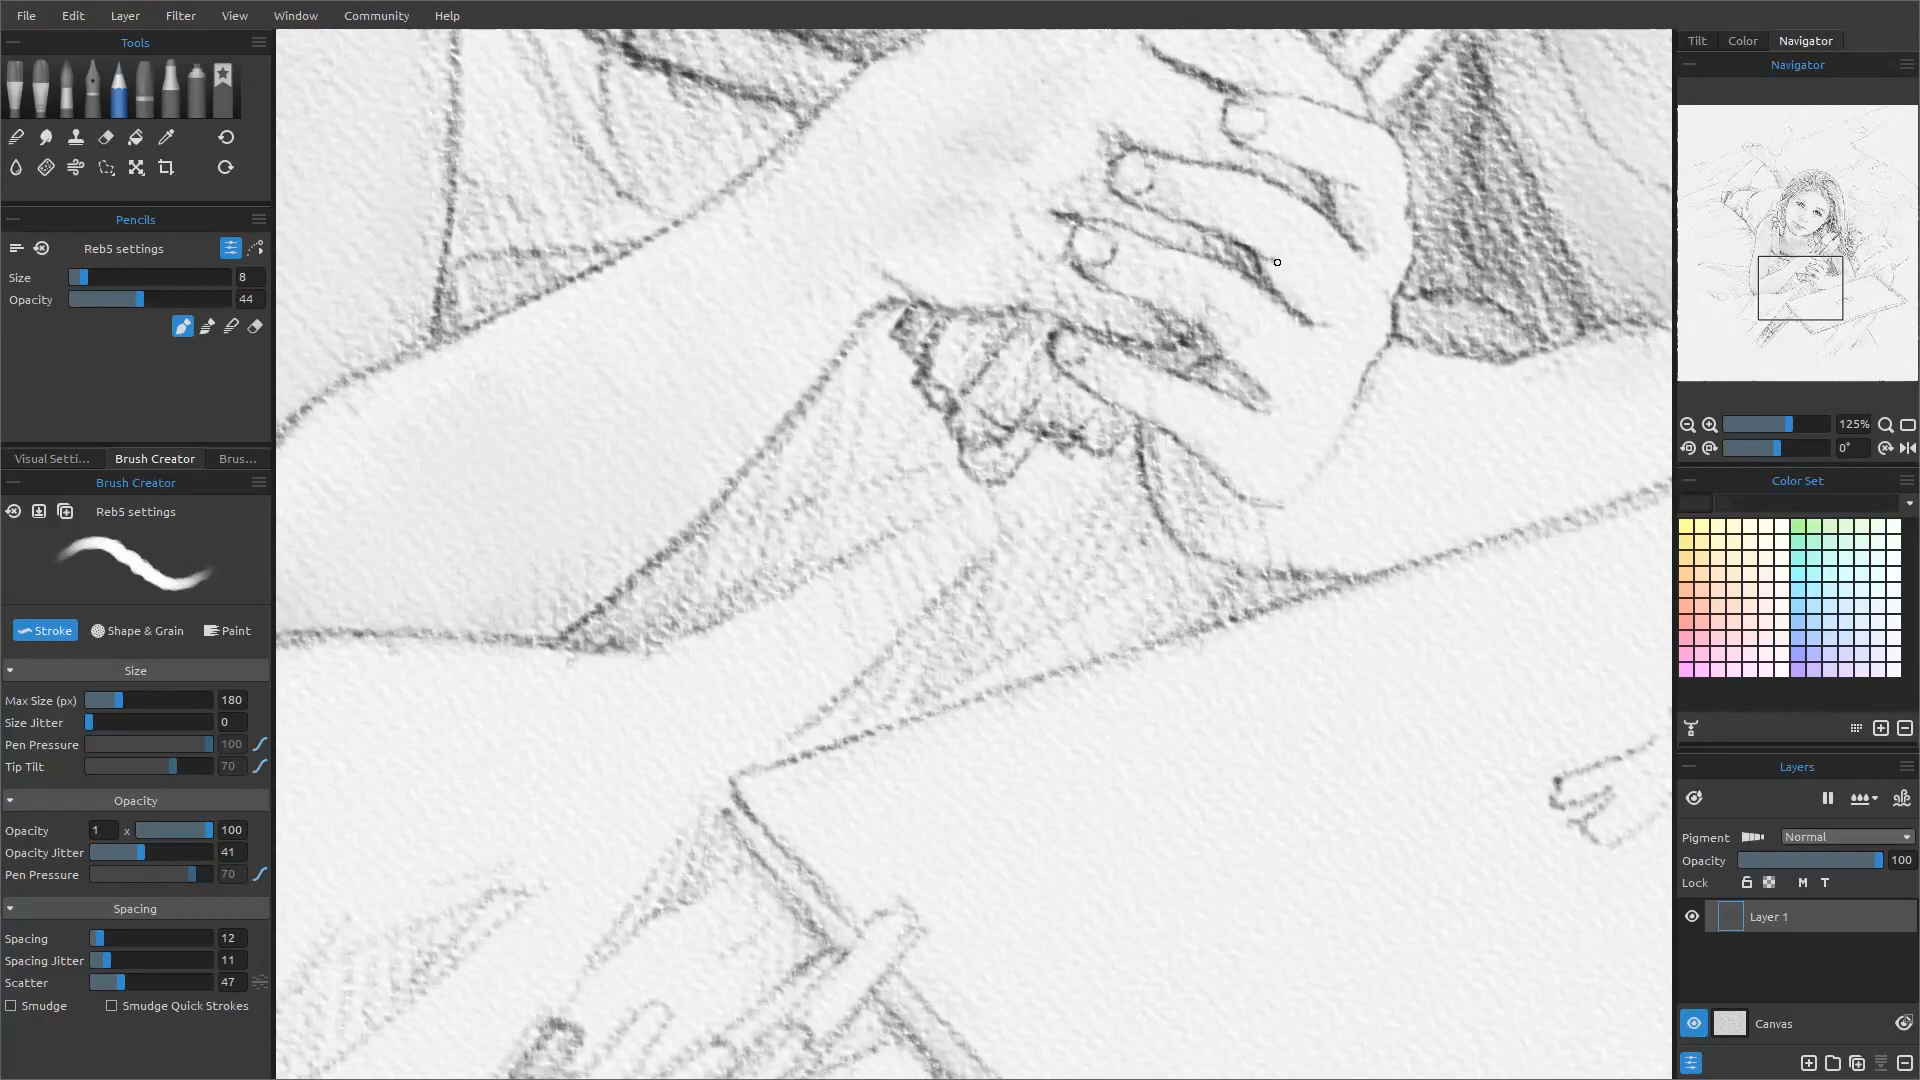 File Edit Layer Filter View Window Community Help
Tools
Pencils
Reb5 settings
Size 8
Opacity 44
Visual Setti... Brush Creator Brus...
Brush Creator
Reb5 settings
Stroke Shape & Grain Paint
Size
Max Size (px) 180
Size Jitter 0
Pen Pressure 100
Tip Tilt 70
Opacity
Opacity 1 x 100
Opacity Jitter 41
Pen Pressure 70
Spacing
Spacing 12
Spacing Jitter 11
Scatter 47
Smudge Smudge Quick Strokes
Tilt Color Navigator
Navigator
125%
0°
Color Set
Layers
Pigment Normal
Opacity 100
Lock M T
Layer 1
Canvas